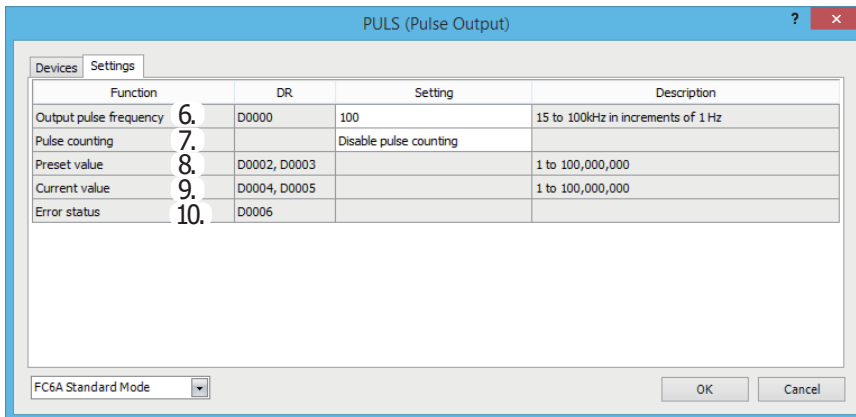 PULS (Pulse Output) ? ×
Devices Settings
Function DR Setting Description
Output pulse frequency 6. D0000 100 15 to 100kHz in increments of 1 Hz
Pulse counting 7. Disable pulse counting
Preset value 8. D0002, D0003 1 to 100,000,000
Current value 9. D0004, D0005 1 to 100,000,000
Error status 10. D0006
FC6A Standard Mode OK Cancel